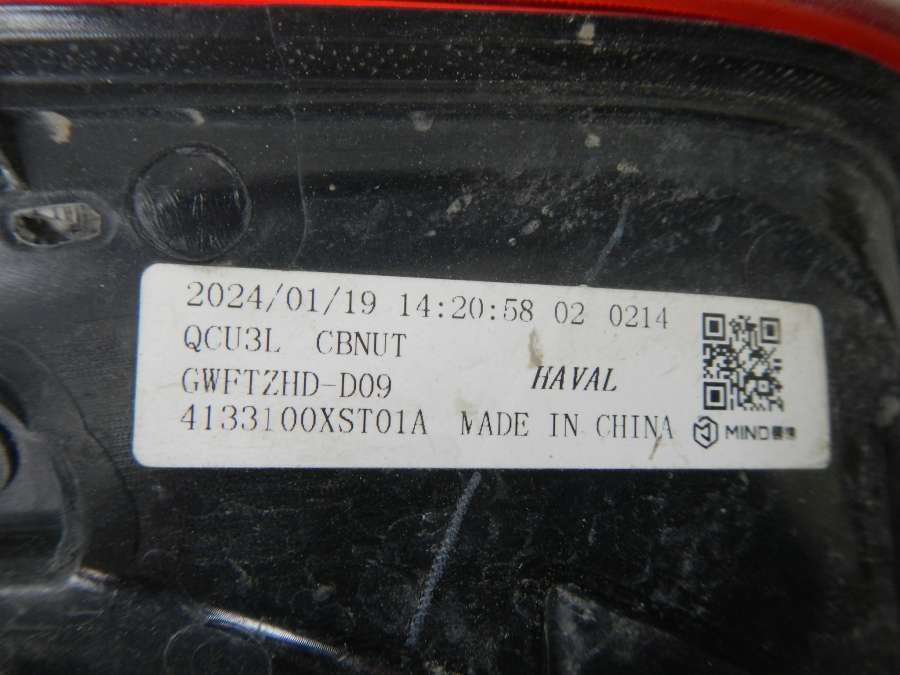 2024/01/19 14:20:58 02 0214
QCU3L CBNUT
GWFTZHD-D09 HAVAL
4133100XST01A MADE IN CHINA MIND